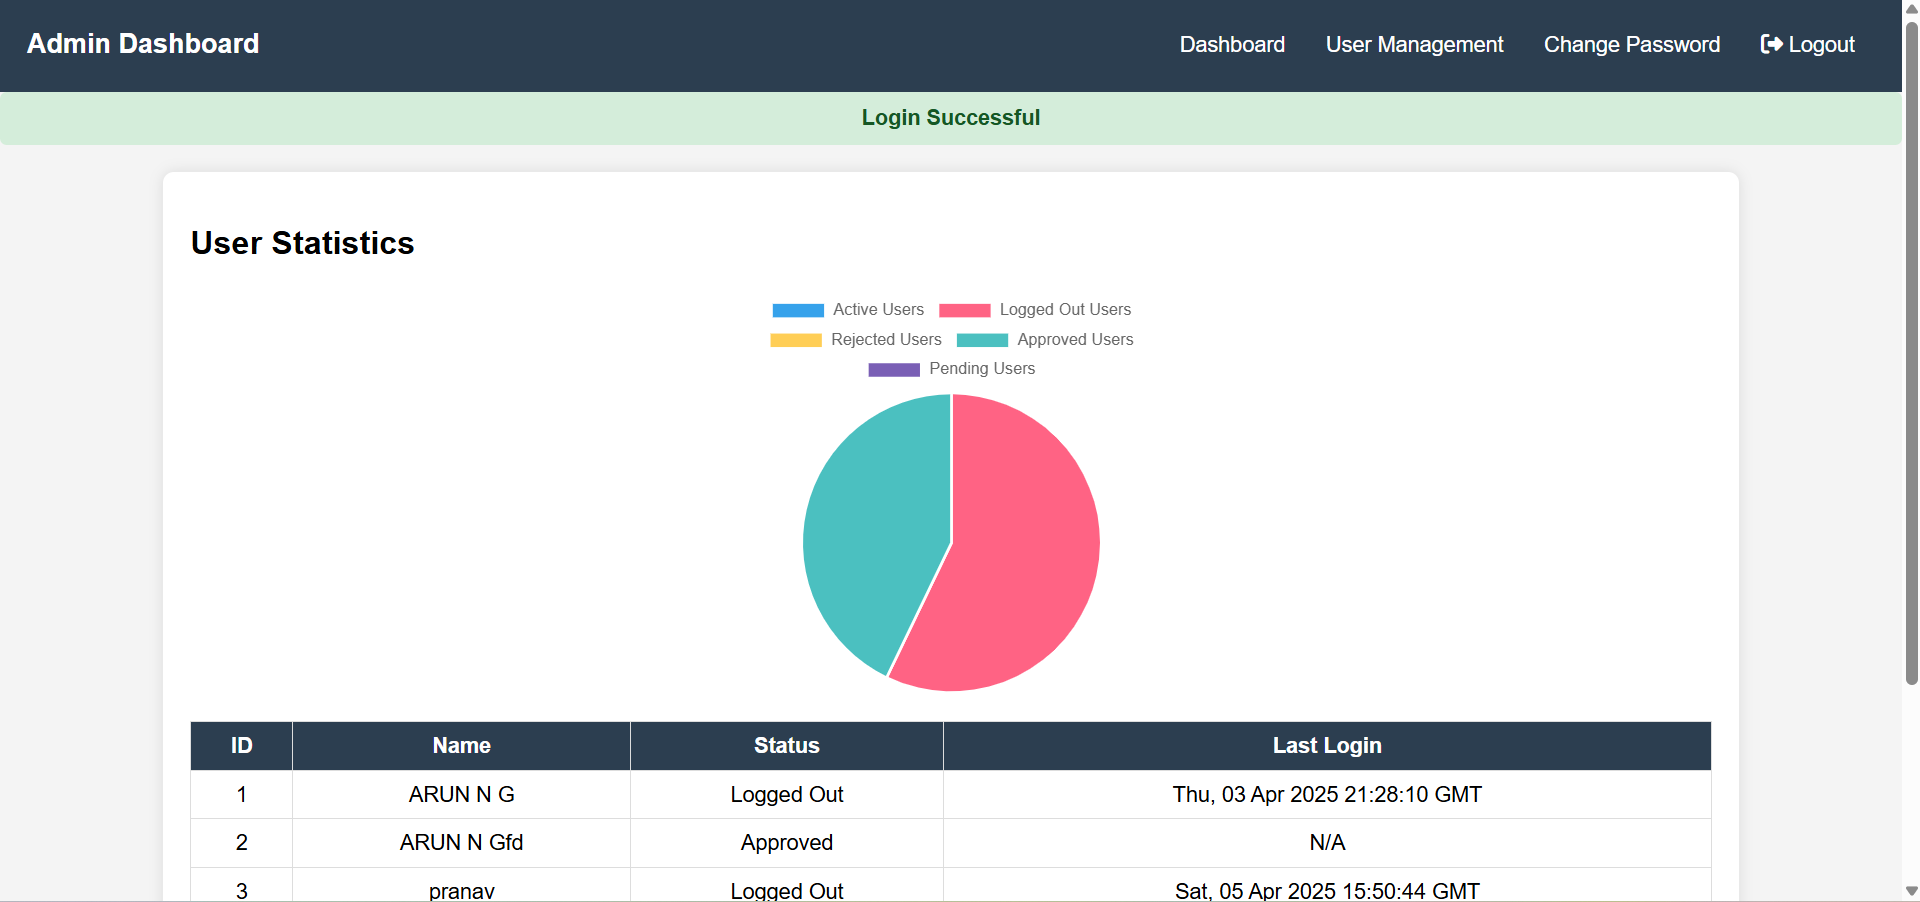 Admin Dashboard
Dashboard User Management Change Password Logout
Login Successful
User Statistics
Active Users Logged Out Users
Rejected Users Approved Users
Pending Users
ID Name Status Last Login
1 ARUN N G Logged Out Thu, 03 Apr 2025 21:28:10 GMT
2 ARUN N Gfd Approved N/A
3 pranav Logged Out Sat, 05 Apr 2025 15:50:44 GMT